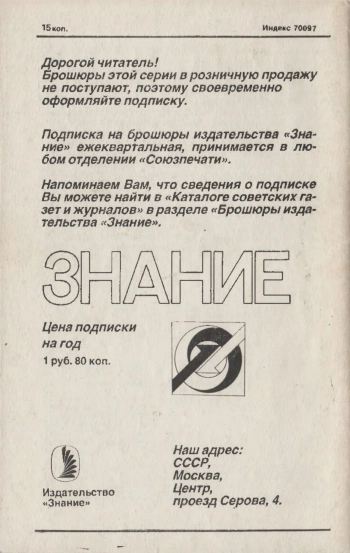 15 коп.
Индекс 70097
Дорогой читатель!
Брошюры этой серии в розничную продажу
не поступают, поэтому своевременно
оформляйте подписку.
Подписка на брошюры издательства «Зна-
ние» ежеквартальная, принимается в лю-
бом отделении «Союзпечати».
Напоминаем Вам, что сведения о подписке
Вы можете найти в «Каталоге советских га-
зет и журналов» в разделе «Брошюры изда-
тельства «Знание».
ЗНАНИЕ
Цена подписки
на год
1 руб. 80 коп.
Издательство
«Знание»
Наш адрес:
СССР,
Москва,
Центр,
проезд Серова, 4.